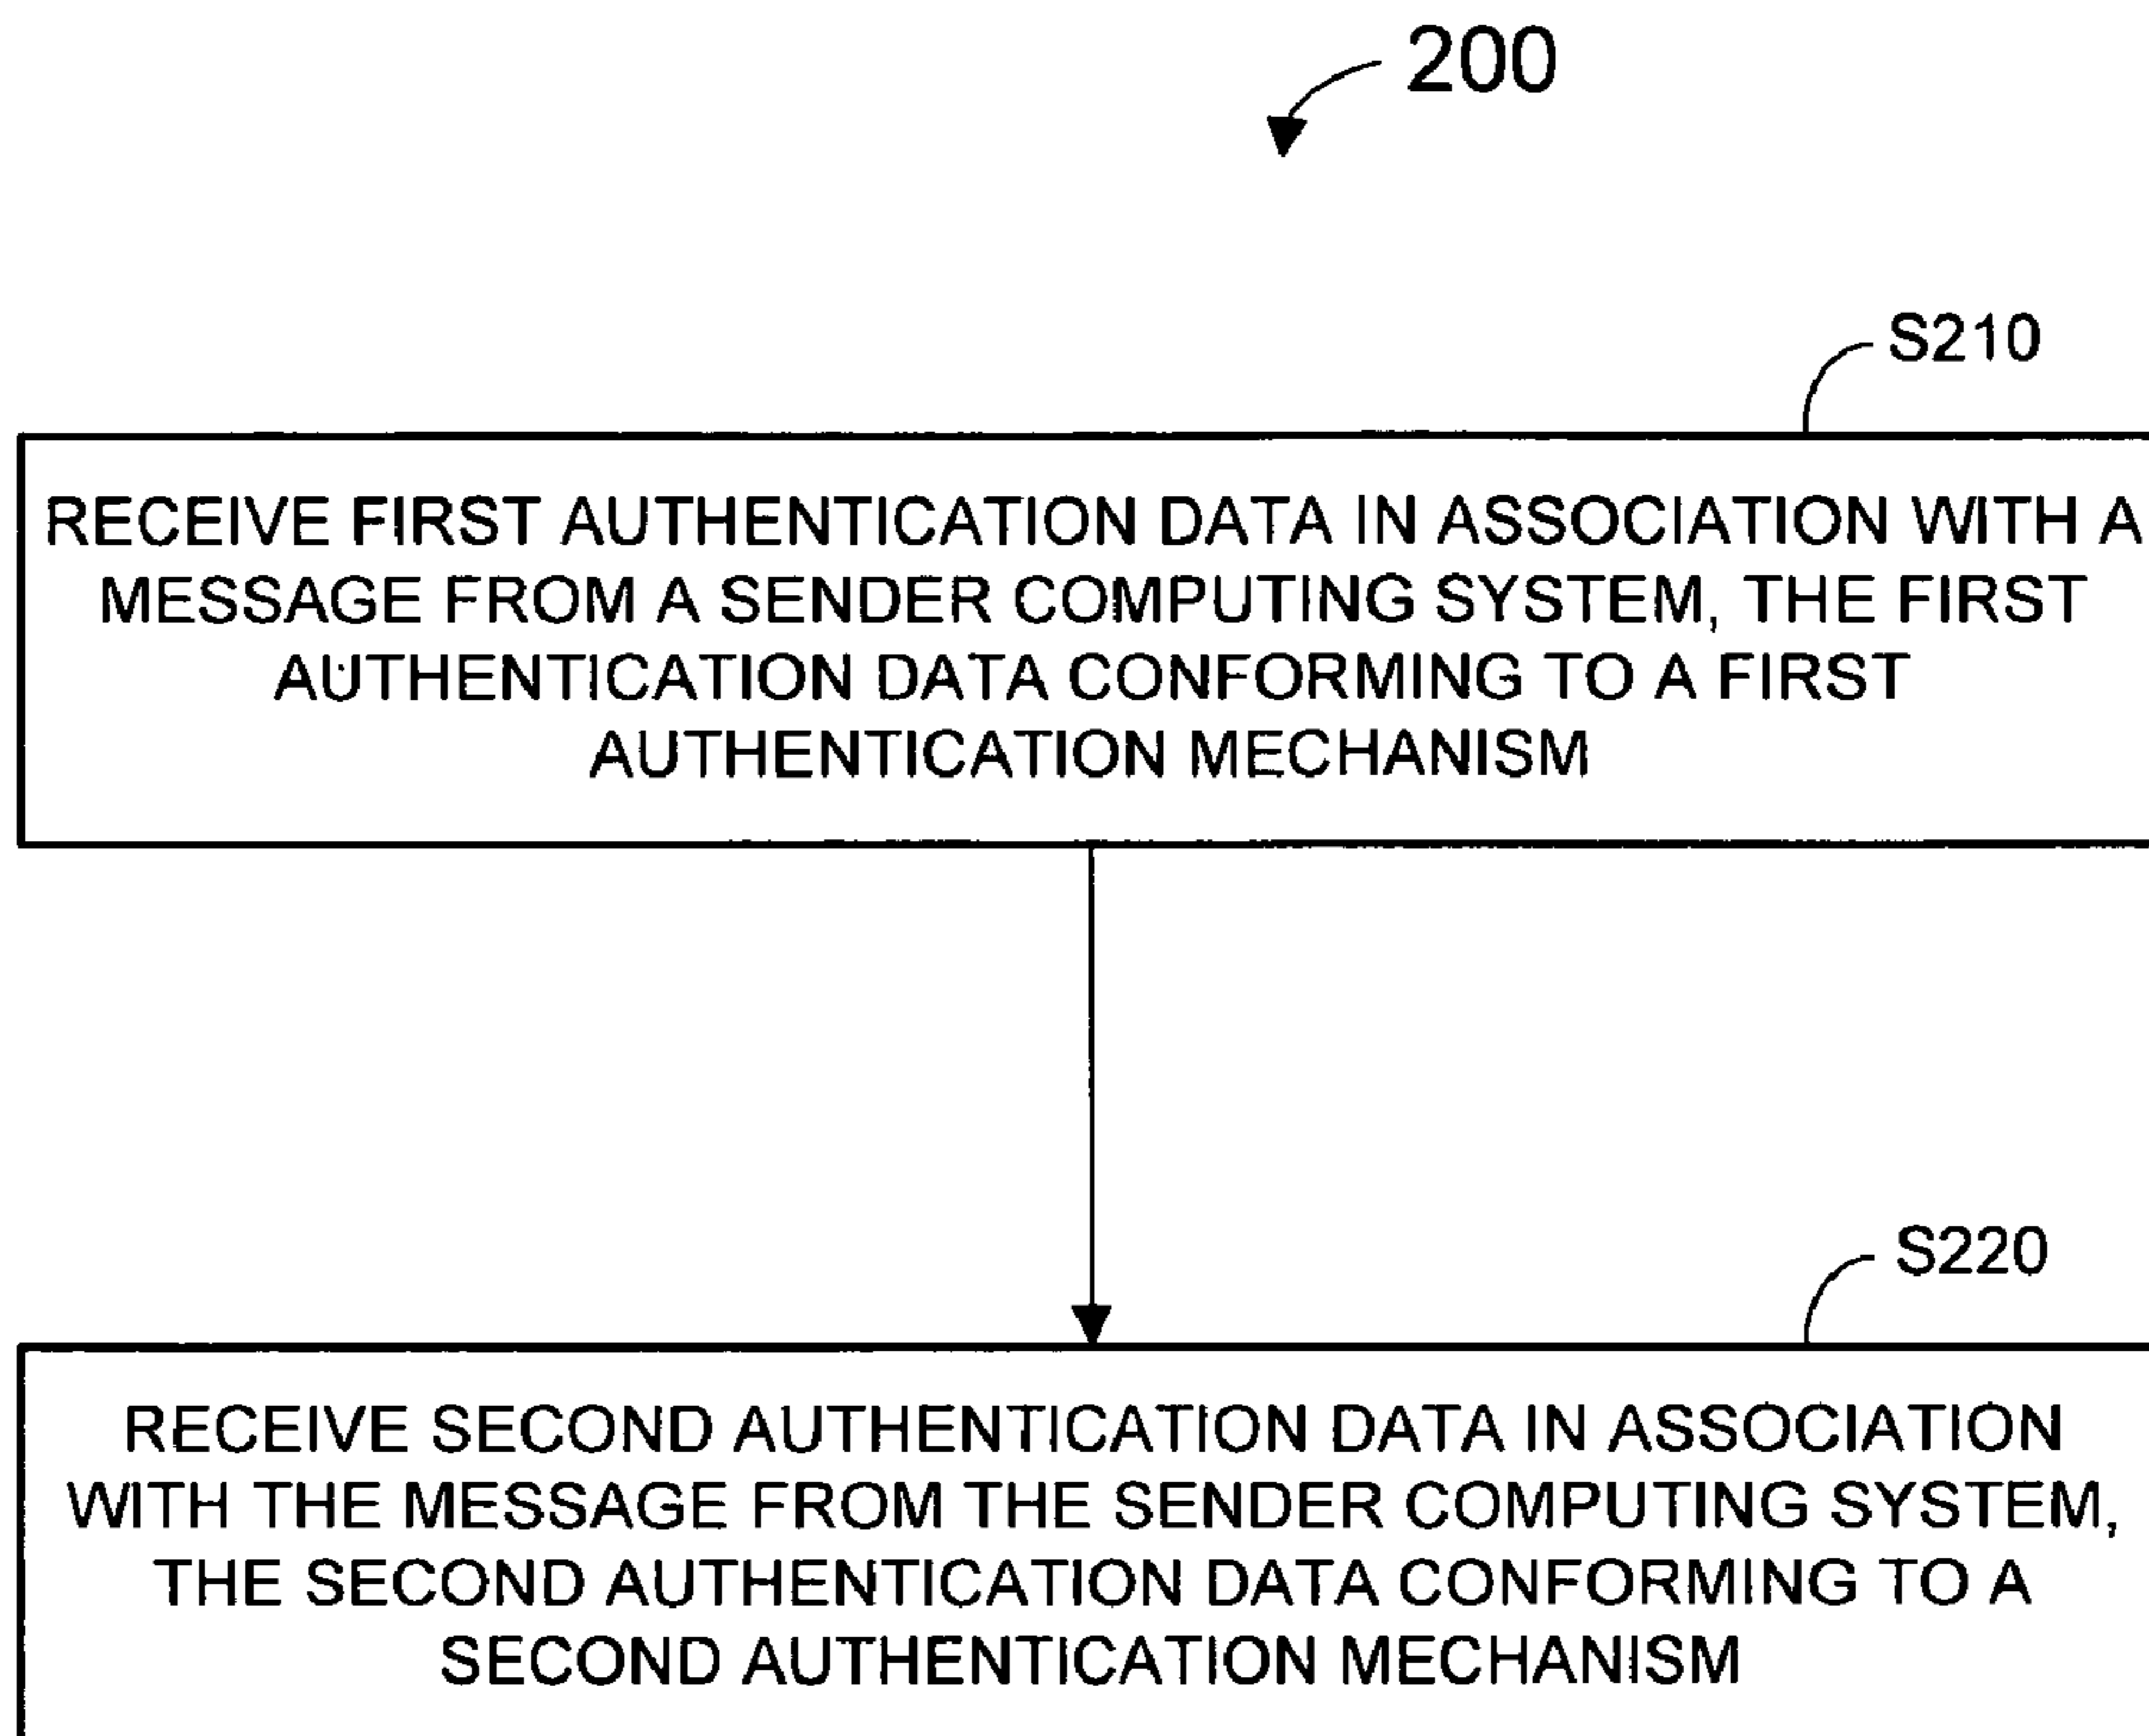 200
S210
RECEIVE FIRST AUTHENTICATION DATA IN ASSOCIATION WITH A
MESSAGE FROM A SENDER COMPUTING SYSTEM, THE FIRST
AUTHENTICATION DATA CONFORMING TO A FIRST
AUTHENTICATION MECHANISM
S220
RECEIVE SECOND AUTHENTICATION DATA IN ASSOCIATION
WITH THE MESSAGE FROM THE SENDER COMPUTING SYSTEM,
THE SECOND AUTHENTICATION DATA CONFORMING TO A
SECOND AUTHENTICATION MECHANISM